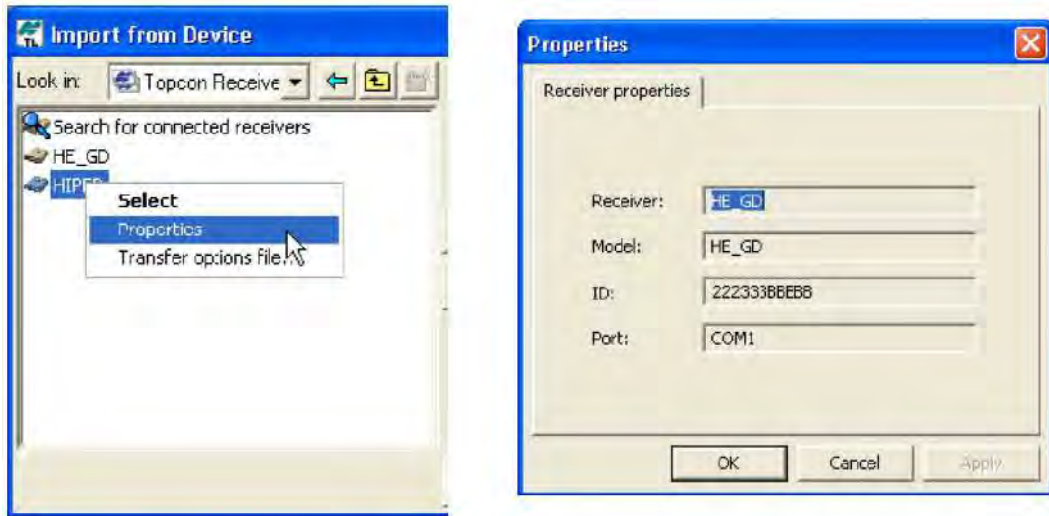 Import from Device
Look in: Topcon Receive
Search for connected receivers
HE_GD
Select
Properties
Transfer options file...
Properties
Receiver properties
Receiver: HE_GD
Model: HE_GD
ID:
Port: COM1
OK Cancel Apply